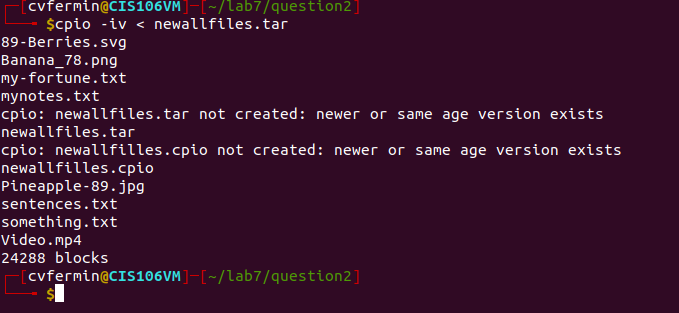 [cvfermin@CIS106VM]-[~/lab7/question2]
$cpio -iv < newallfiles.tar
89-Berries.svg
Banana_78.png
my-fortune.txt
mynotes.txt
cpio: newallfiles.tar not created: newer or same age version exists
newallfiles.tar
cpio: newallfilles.cpio not created: newer or same age version exists
newallfilles.cpio
Pineapple-89.jpg
sentences.txt
something.txt
Video.mp4
24288 blocks
[cvfermin@CIS106VM]-[~/lab7/question2]
$